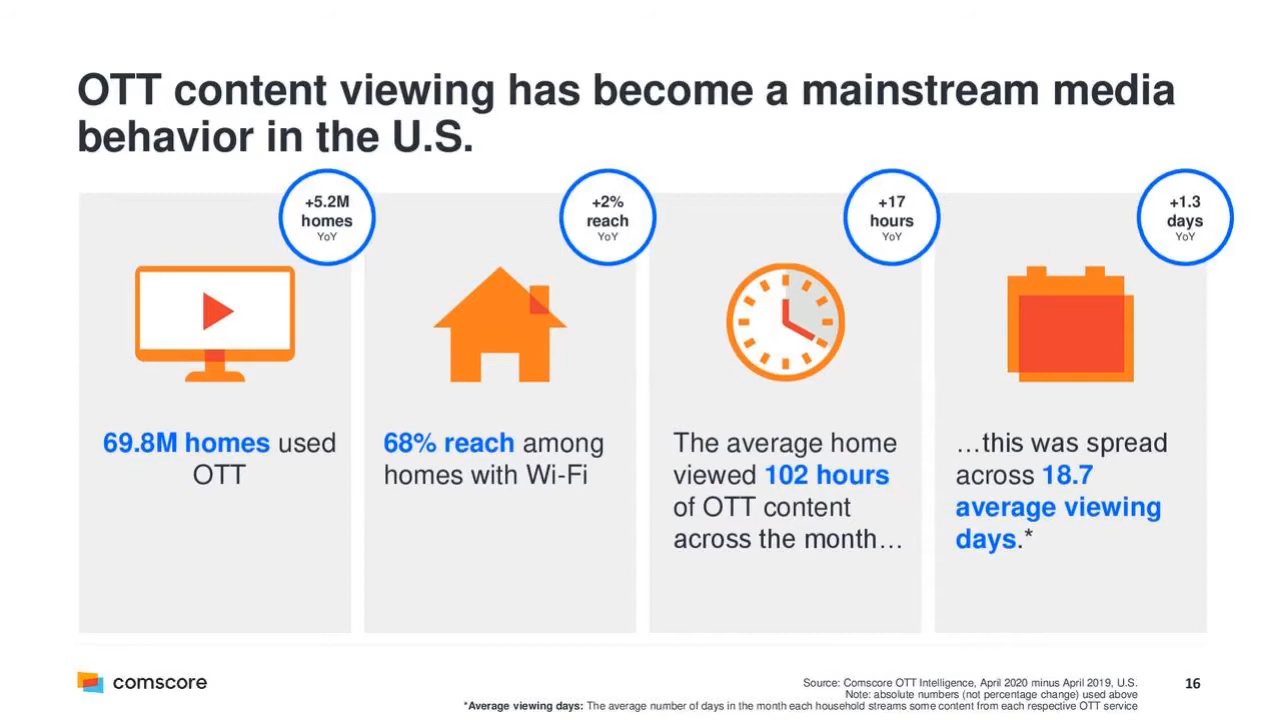 OTT content viewing has become a mainstream media
behavior in the U.S.
+5.2M
homes
YoY
69.8M homes used
OTT
+2%
reach
YoY
68% reach among
homes with Wi-Fi
+17
hours
YoY
The average home
viewed 102 hours
of OTT content
across the month…
+1.3
days
YoY
…this was spread
across 18.7
average viewing
days.*
comscore
Source: Comscore OTT Intelligence, April 2020 minus April 2019, U.S.
Note: absolute numbers (not percentage change) used above
*Average viewing days: The average number of days in the month each household streams some content from each respective OTT service
16